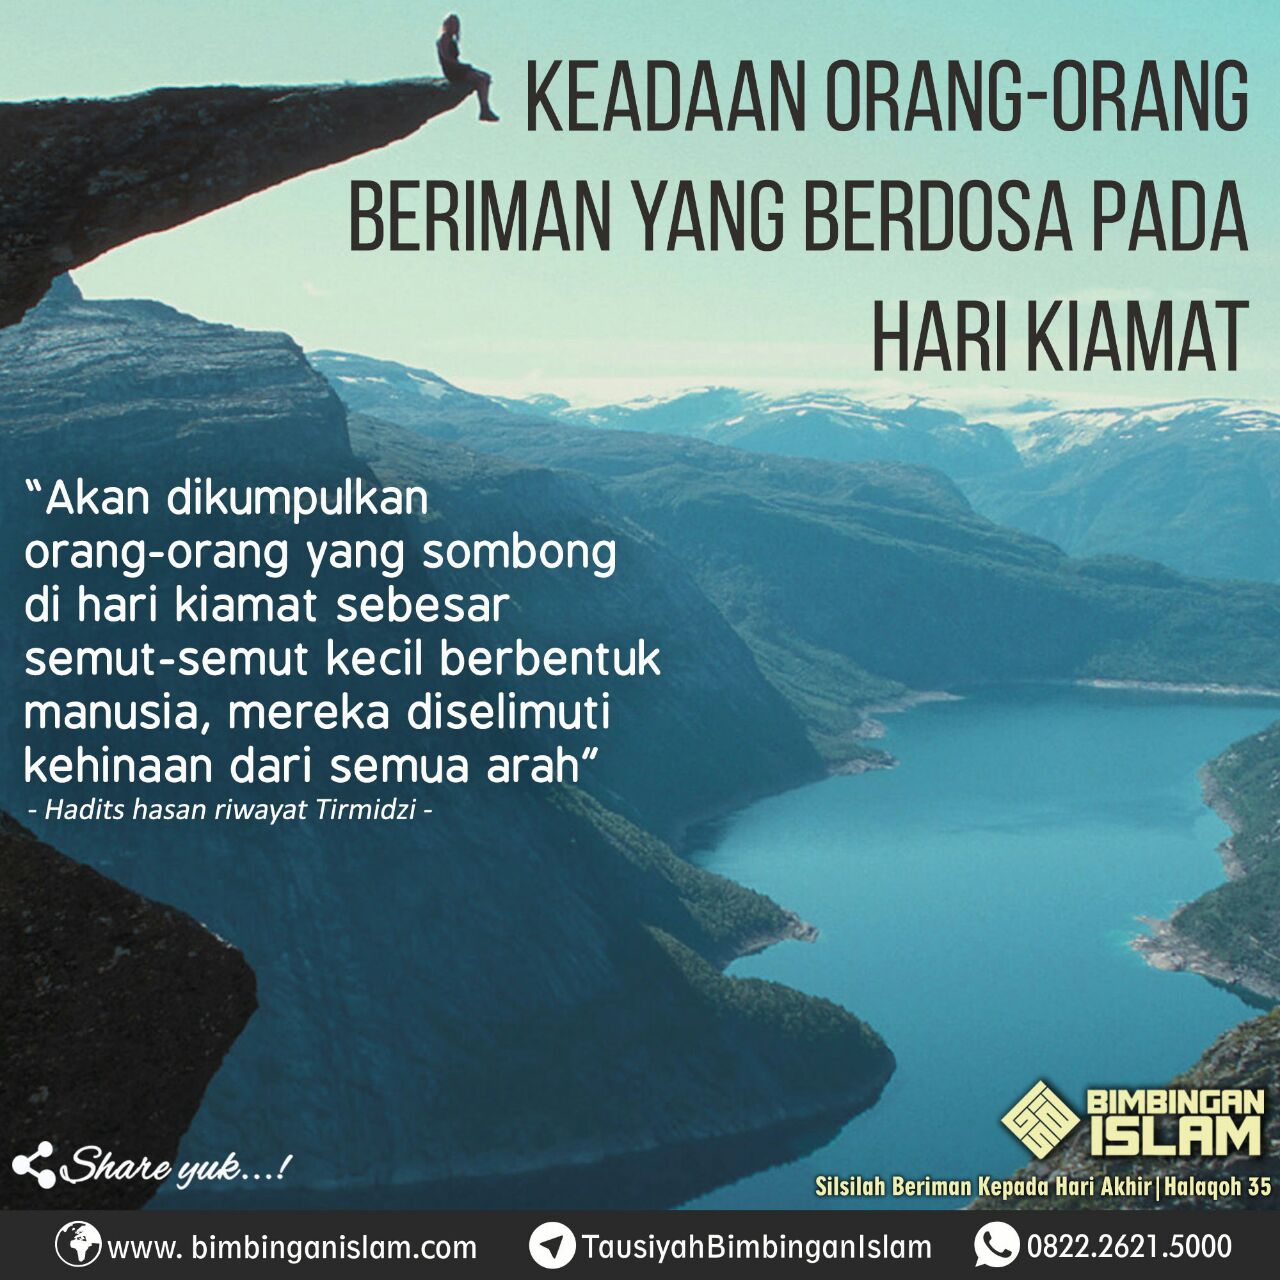 KEADAAN ORANG-ORANG
BERIMAN YANG BERDOSA PADA
HARI KIAMAT
“Akan dikumpulkan
orang-orang yang sombong
di hari kiamat sebesar
semut-semut kecil berbentuk
manusia, mereka diselimuti
kehinaan dari semua arah”
- Hadits hasan riwayat Tirmidzi -
BIMBINGAN
ISLAM
Share yuk...!
Silsilah Beriman Kepada Hari Akhir|Halaqoh 35
www. bimbinganislam.com
TausiyahBimbinganIslam
0822.2621.5000